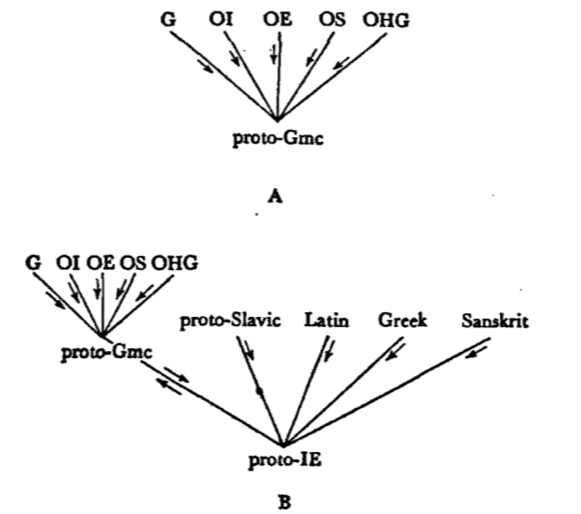 G OI OE OS OHG
proto-Gmc
A
G OI OE OS OHG
proto-Slavic Latin Greek Sanskrit
proto-Gmc
proto-IE
B